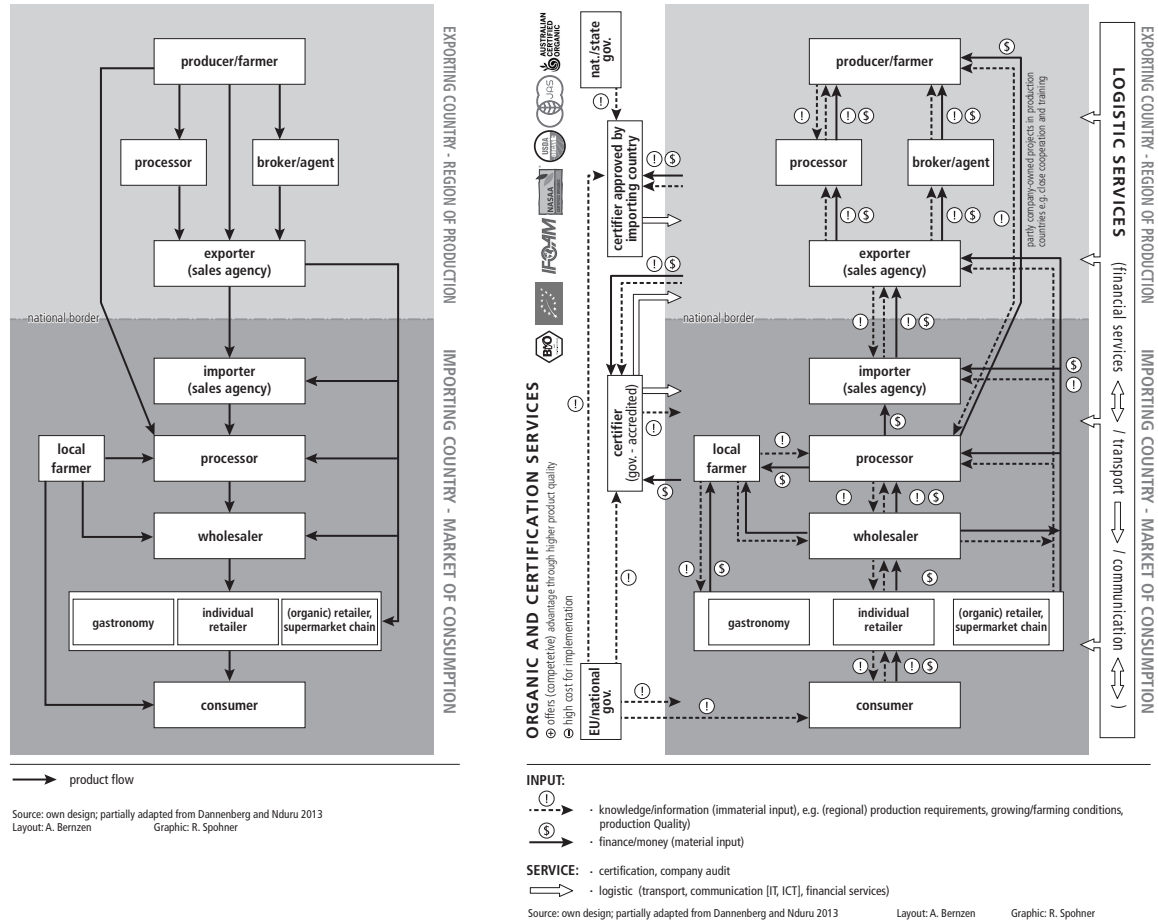 producer/farmer
processor
broker/agent
exporter
(sales agency)
national border
importer
(sales agency)
local
farmer
processor
wholesaler
gastronomy
individual
retailer
(organic) retailer,
supermarket chain
consumer
EXPORTING COUNTRY - REGION OF PRODUCTION
IMPORTING COUNTRY - MARKET OF CONSUMPTION
product flow
Source: own design; partially adapted from Dannenberg and Nduru 2013
Layout: A. Bernzen Graphic: R. Spohner
AUSTRALIAN
CERTIFIED
ORGANIC
JAS
USDA
ORGANIC
NASAA
IFOAM
BIO
ORGANIC AND CERTIFICATION SERVICES
⊕ offers (competetive) advantage through higher product quality
⊖ high cost for implementation
nat./state
gov.
!
certifier approved by
importing country
! $
! $
!
certifier
(gov. - accredited)
!
$
!
EU/national
gov.
!
!
producer/farmer
$
! ! $ ! $
processor
broker/agent
! $ ! $
!
partly company-owned projects in production
countries e.g. close cooperation and training
exporter
(sales agency)
national border
! ! $
importer
(sales agency)
$
!
$
local
farmer
!
$
processor
! ! $
wholesaler
! $
$
gastronomy
individual
retailer
(organic) retailer,
supermarket chain
! ! $
consumer
LOGISTIC SERVICES (financial services / transport / communication )
EXPORTING COUNTRY - REGION OF PRODUCTION
IMPORTING COUNTRY - MARKET OF CONSUMPTION
INPUT:
!
· knowledge/information (immaterial input), e.g. (regional) production requirements, growing/farming conditions,
production Quality)
$
· finance/money (material input)
SERVICE: · certification, company audit
· logistic (transport, communication [IT, ICT], financial services)
Source: own design; partially adapted from Dannenberg and Nduru 2013 Layout: A. Bernzen Graphic: R. Spohner